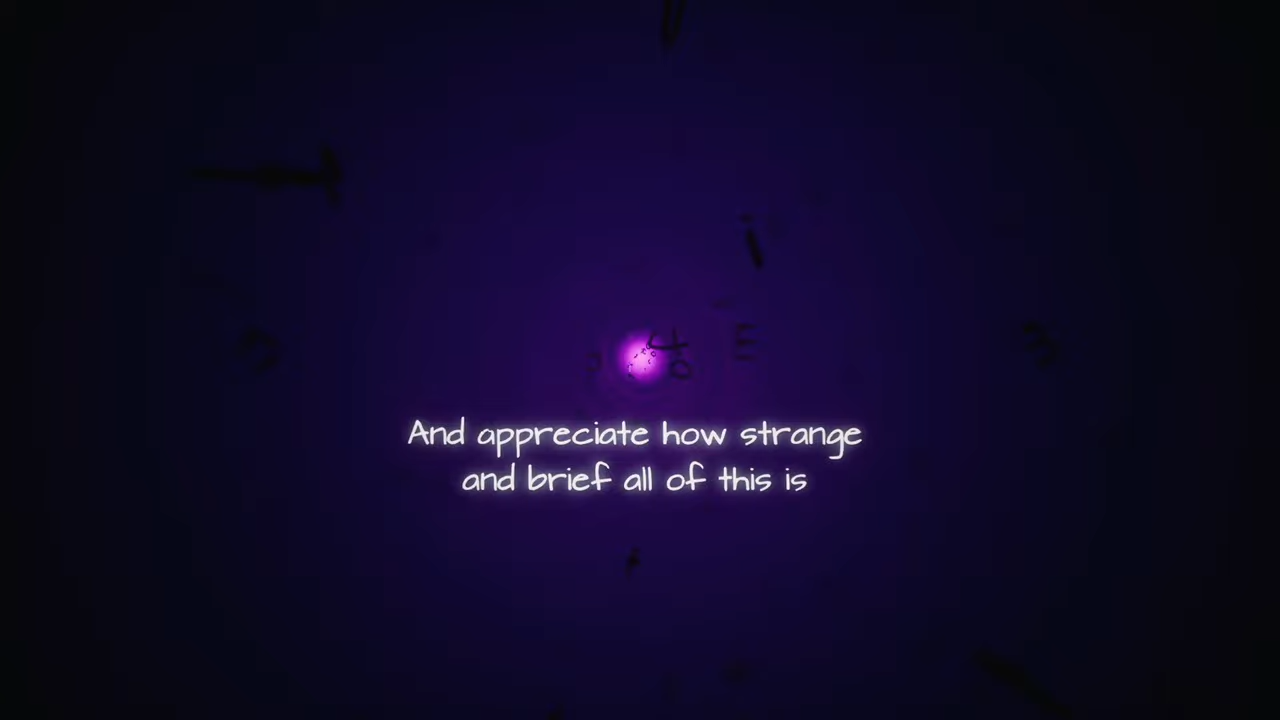 And appreciate how strange
and brief all of this is